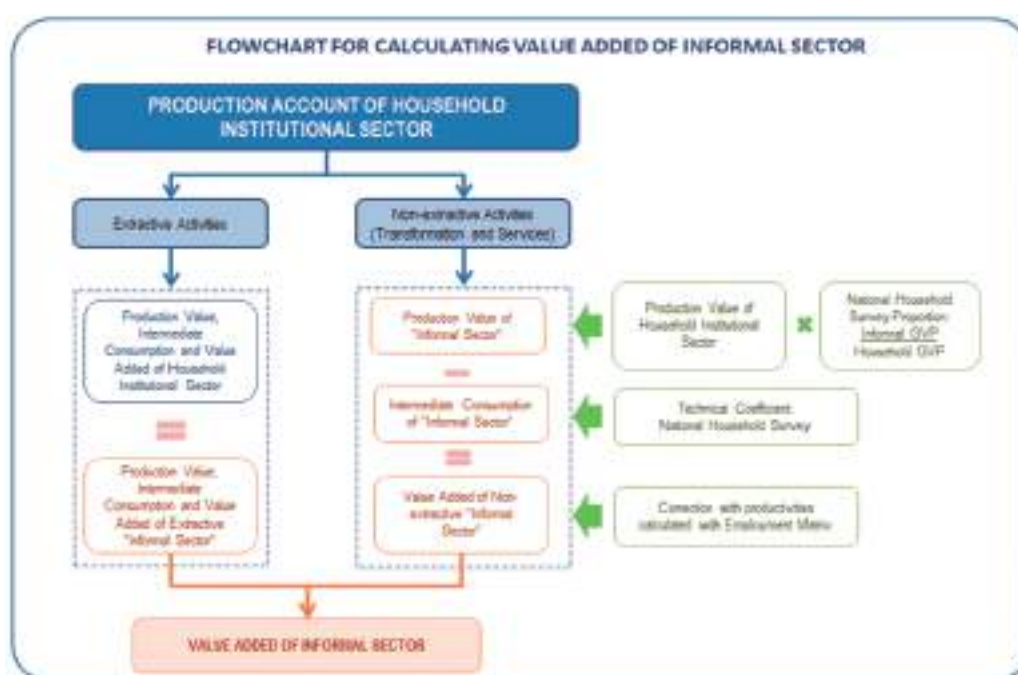 FLOWCHART FOR CALCULATING VALUE ADDED OF INFORMAL SECTOR
PRODUCTION ACCOUNT OF HOUSEHOLD
INSTITUTIONAL SECTOR
Extractive Activities
Non-extractive Activities
(Transformation and Services)
Production Value,
Intermediate
Consumption and Value
Added of Household
Institutional Sector
=
Production Value,
Intermediate
Consumption and Value
Added of Extractive
"Informal Sector"
Production Value of
"Informal Sector"
Production Value of
Household Institutional
Sector
×
National Household
Survey Proportion
Informal GVP
Household GVP
–
Intermediate Consumption
of "Informal Sector"
Technical Coefficient
National Household Survey
=
Value Added of Non-
extractive "Informal
Sector"
Correction with productivities
calculated with Employment Menu
VALUE ADDED OF INFORMAL SECTOR